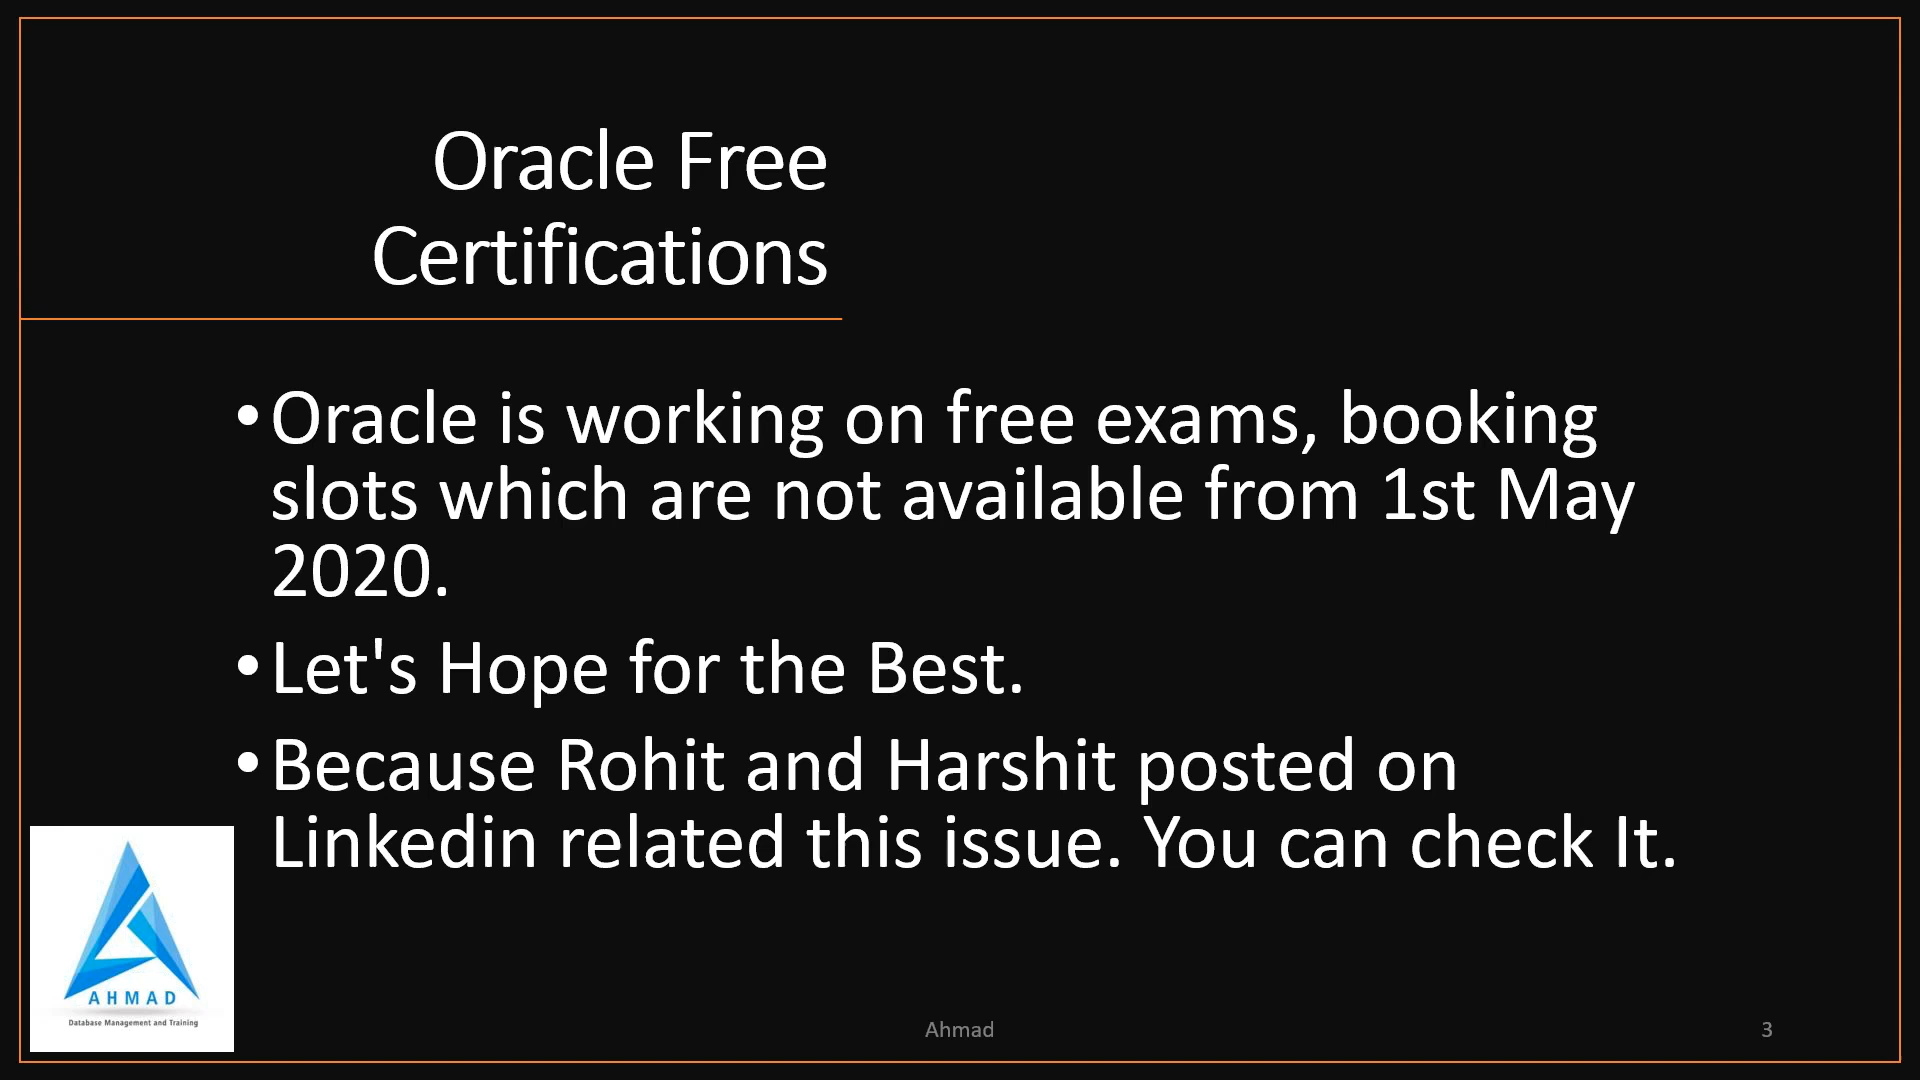 Oracle Free
Certifications
•Oracle is working on free exams, booking
slots which are not available from 1st May
2020.
•Let's Hope for the Best.
•Because Rohit and Harshit posted on
Linkedin related this issue. You can check It.
AHMAD
Database Management and Training
Ahmad
3